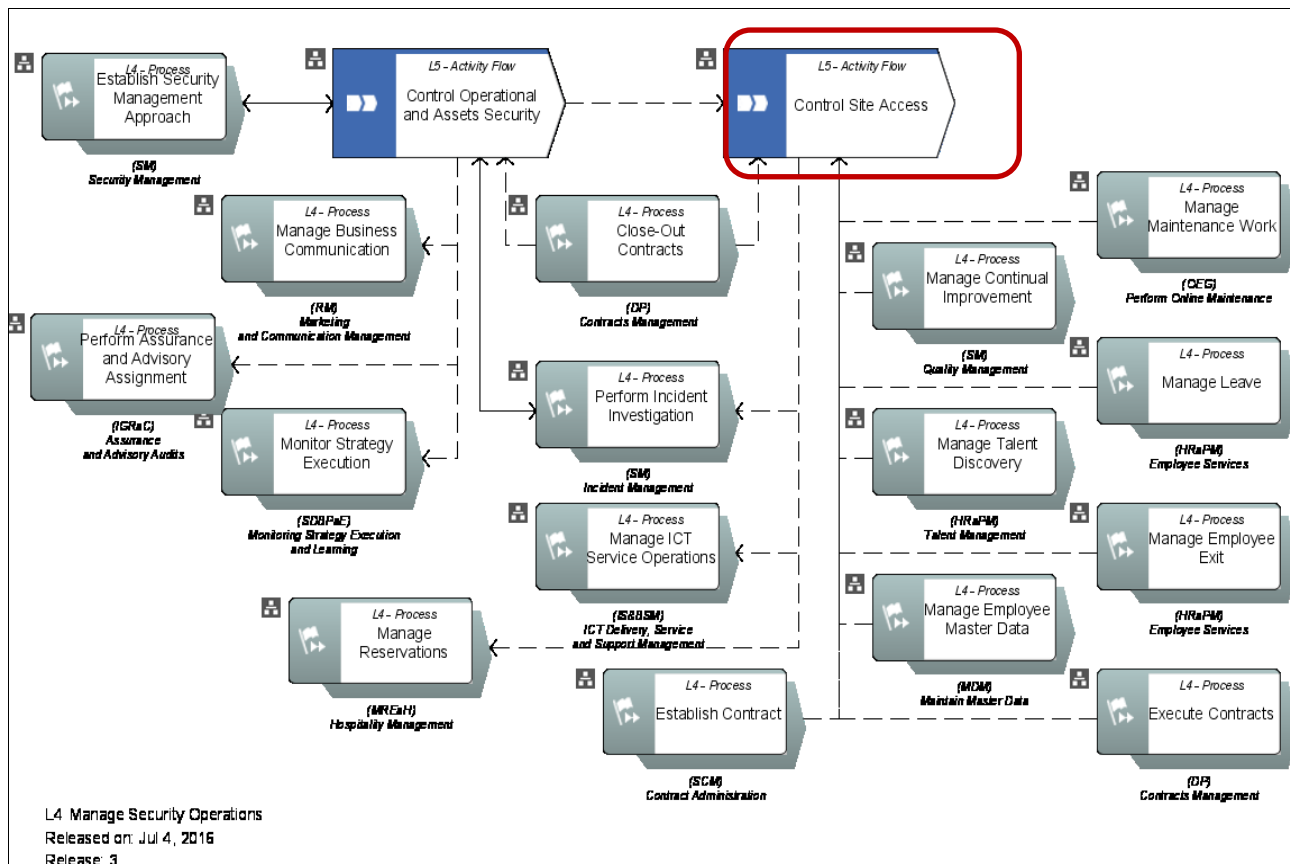 L4 - Process
Establish Security
Management
Approach
(SM)
Security Management
L5 - Activity Flow
Control Operational
and Assets Security
L5 - Activity Flow
Control Site Access
L4 - Process
Manage Business
Communication
(RM)
Marketing
and Communication Management
L4 - Process
Close-Out
Contracts
(DP)
Contracts Management
L4 - Process
Manage
Maintenance Work
(OEG)
Perform Online Maintenance
L4 - Process
Manage Continual
Improvement
(SM)
Quality Management
L4 - Process
Perform Assurance
and Advisory
Assignment
(IGRaC)
Assurance
and Advisory Audits
L4 - Process
Perform Incident
Investigation
(SM)
Incident Management
L4 - Process
Manage Leave
(HRaPM)
Employee Services
L4 - Process
Monitor Strategy
Execution
(SDBPaE)
Monitoring Strategy Execution
and Learning
L4 - Process
Manage Talent
Discovery
(HRaPM)
Talent Management
L4 - Process
Manage ICT
Service Operations
(IS&BSM)
ICT Delivery, Service
and Support Management
L4 - Process
Manage Employee
Exit
(HRaPM)
Employee Services
L4 - Process
Manage
Reservations
(MREaH)
Hospitality Management
L4 - Process
Manage Employee
Master Data
(MDM)
Maintain Master Data
L4 - Process
Establish Contract
(SCM)
Contract Administration
L4 - Process
Execute Contracts
(DP)
Contracts Management
L4 Manage Security Operations
Released on: Jul 4, 2016
Release: 3